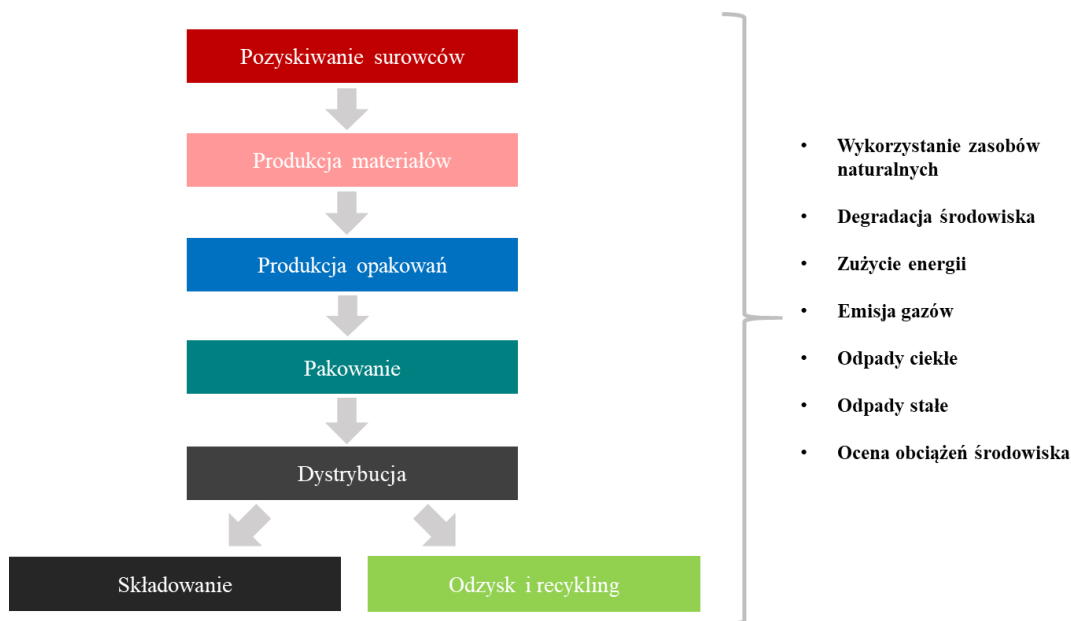 Pozyskiwanie surowców
Produkcja materiałów
Produkcja opakowań
Pakowanie
Dystrybucja
Składowanie
Odzysk i recykling
• Wykorzystanie zasobów
naturalnych
• Degradacja środowiska
• Zużycie energii
• Emisja gazów
• Odpady ciekłe
• Odpady stałe
• Ocena obciążeń środowiska